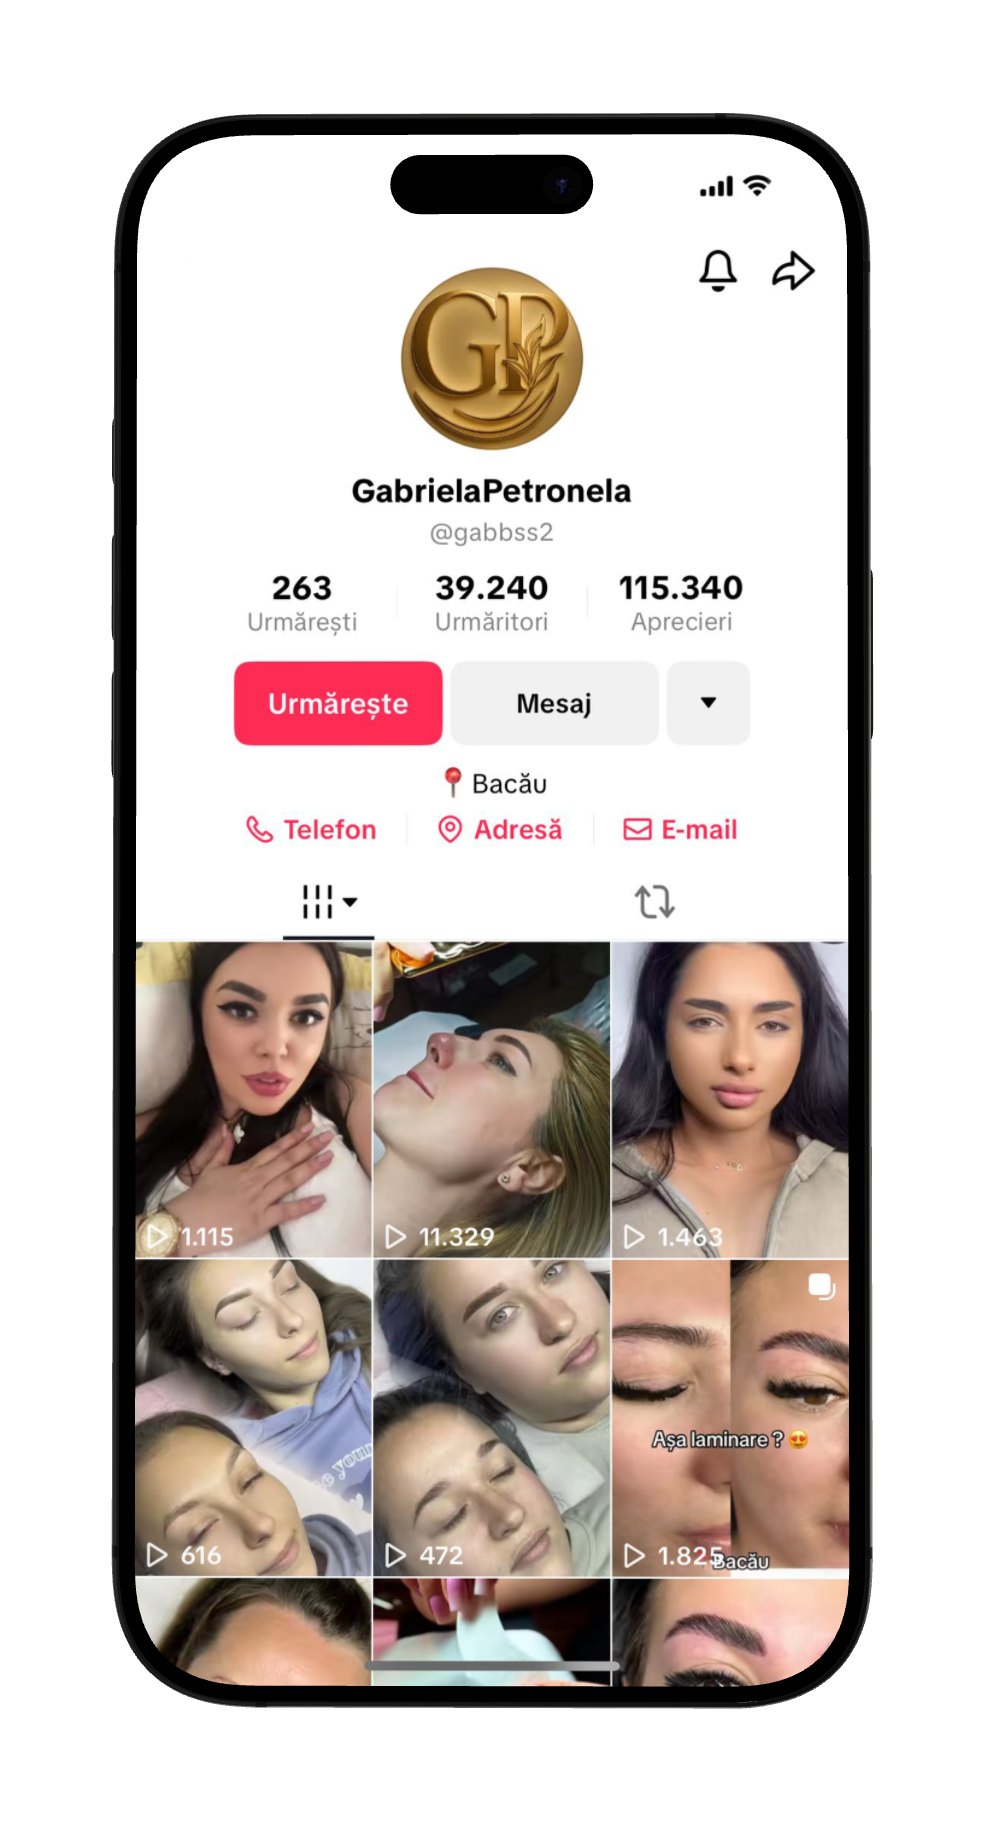 GP
GabrielaPetronela
@gabbss2
263 39.240 115.340
Urmărești Urmăritori Aprecieri
Urmărește Mesaj
📍 Bacău
Telefon Adresă E-mail
1.115 11.329 1.463
Așa laminare ? 😍
616 472 1.825
Bacău